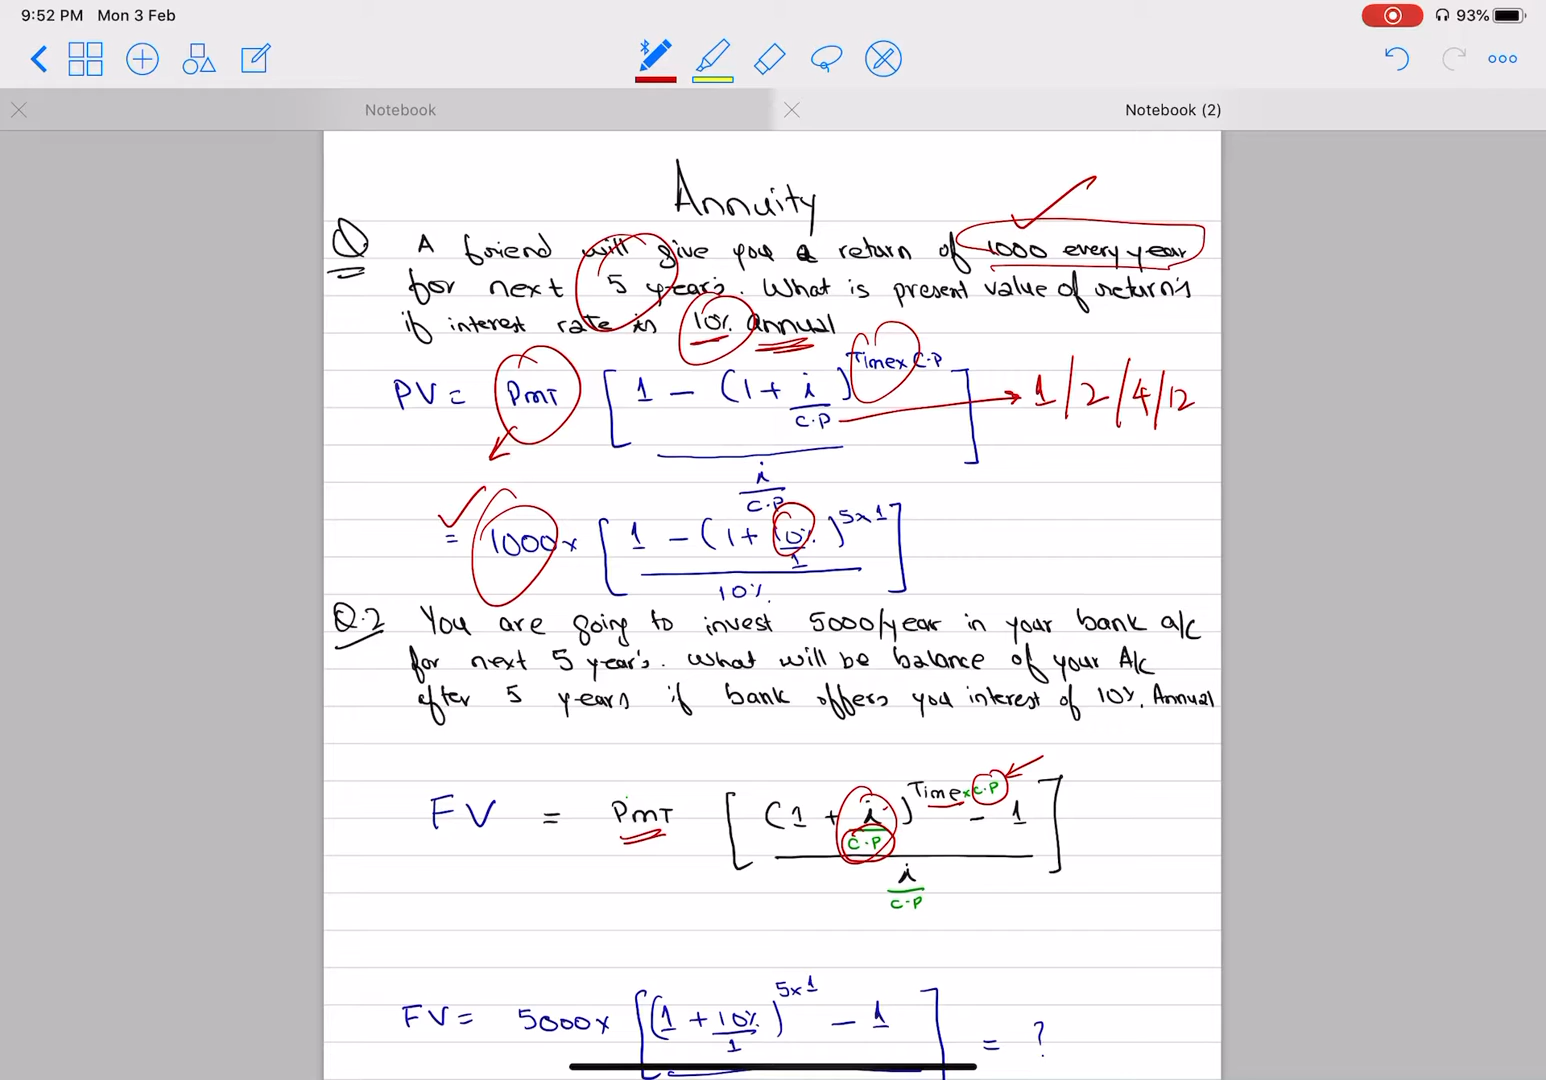 9:52 PM Mon 3 Feb
93%
Notebook
Notebook (2)
Annuity
Q A friend will give you a return of 1000 every year
for next 5 year's. What is present value of return's
if interest rate is 10% annual
PV = PMT [ 1 - (1 + i/C.P)^Time x C.P / i/C.P ] → 1/2/4/12
= 1000 x [ 1 - (1 + 10%/1)^5x1 / 10% ]
Q.2 You are going to invest 5000/year in your bank a/c
for next 5 year's. What will be balance of your A/c
after 5 years if bank offers you interest of 10% Annual
FV = PMT [ (1 + i/C.P)^Time x C.P - 1 / i/C.P ]
FV = 5000 x [ (1 + 10%/1)^5x1 - 1 ] = ?